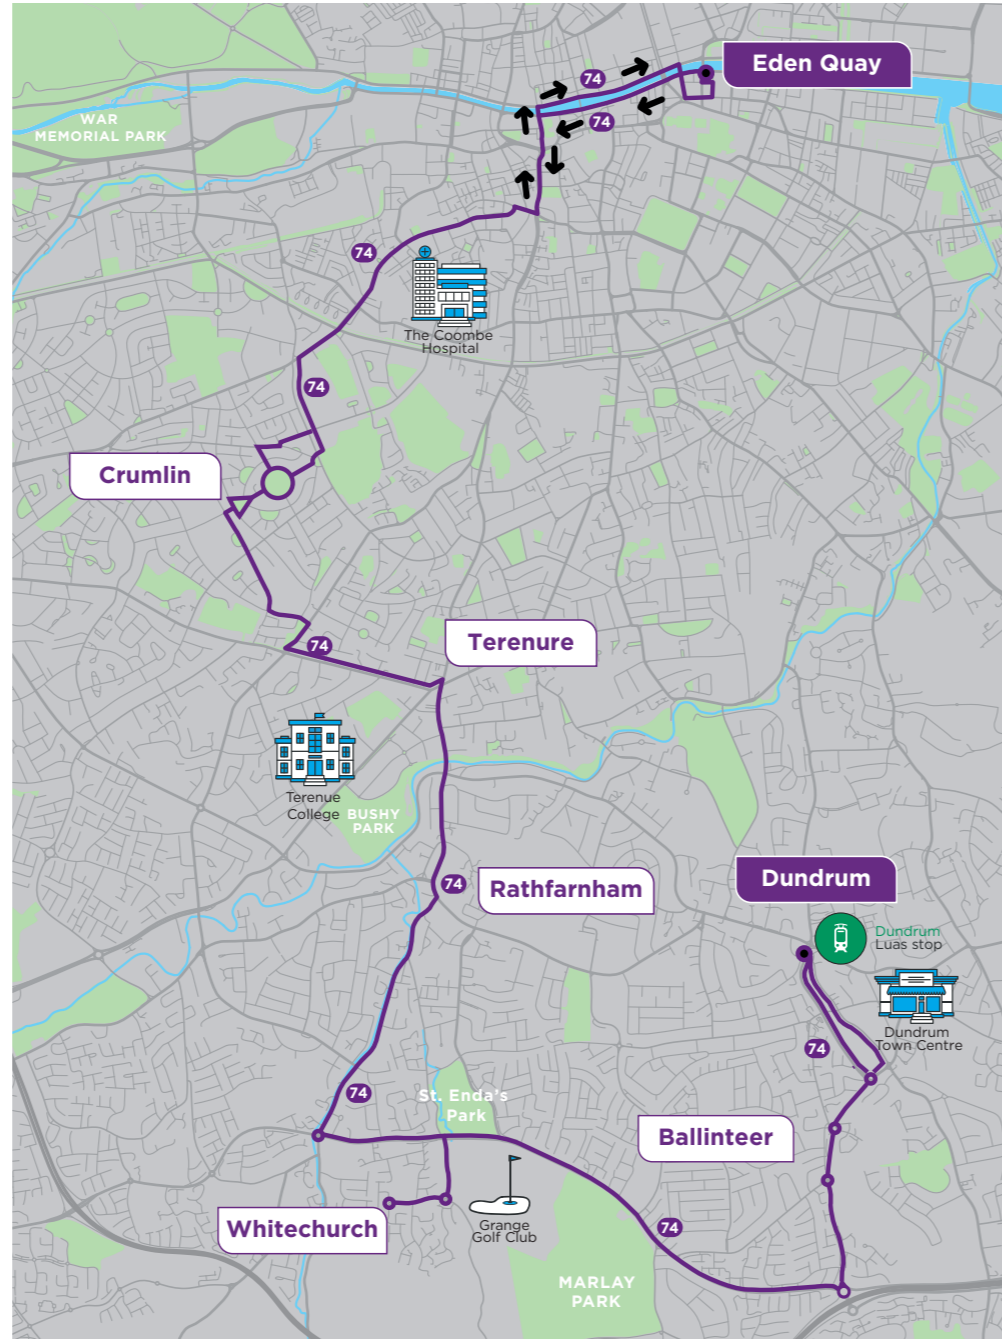 Eden Quay
74
74
WAR
MEMORIAL PARK
74
The Coombe
Hospital
74
Crumlin
Terenure
74
Terenue
College
BUSHY
PARK
74
Rathfarnham
Dundrum
Dundrum
Luas stop
Dundrum
Town Centre
74
74
St. Enda's
Park
Ballinteer
Whitechurch
Grange
Golf Club
74
MARLAY
PARK